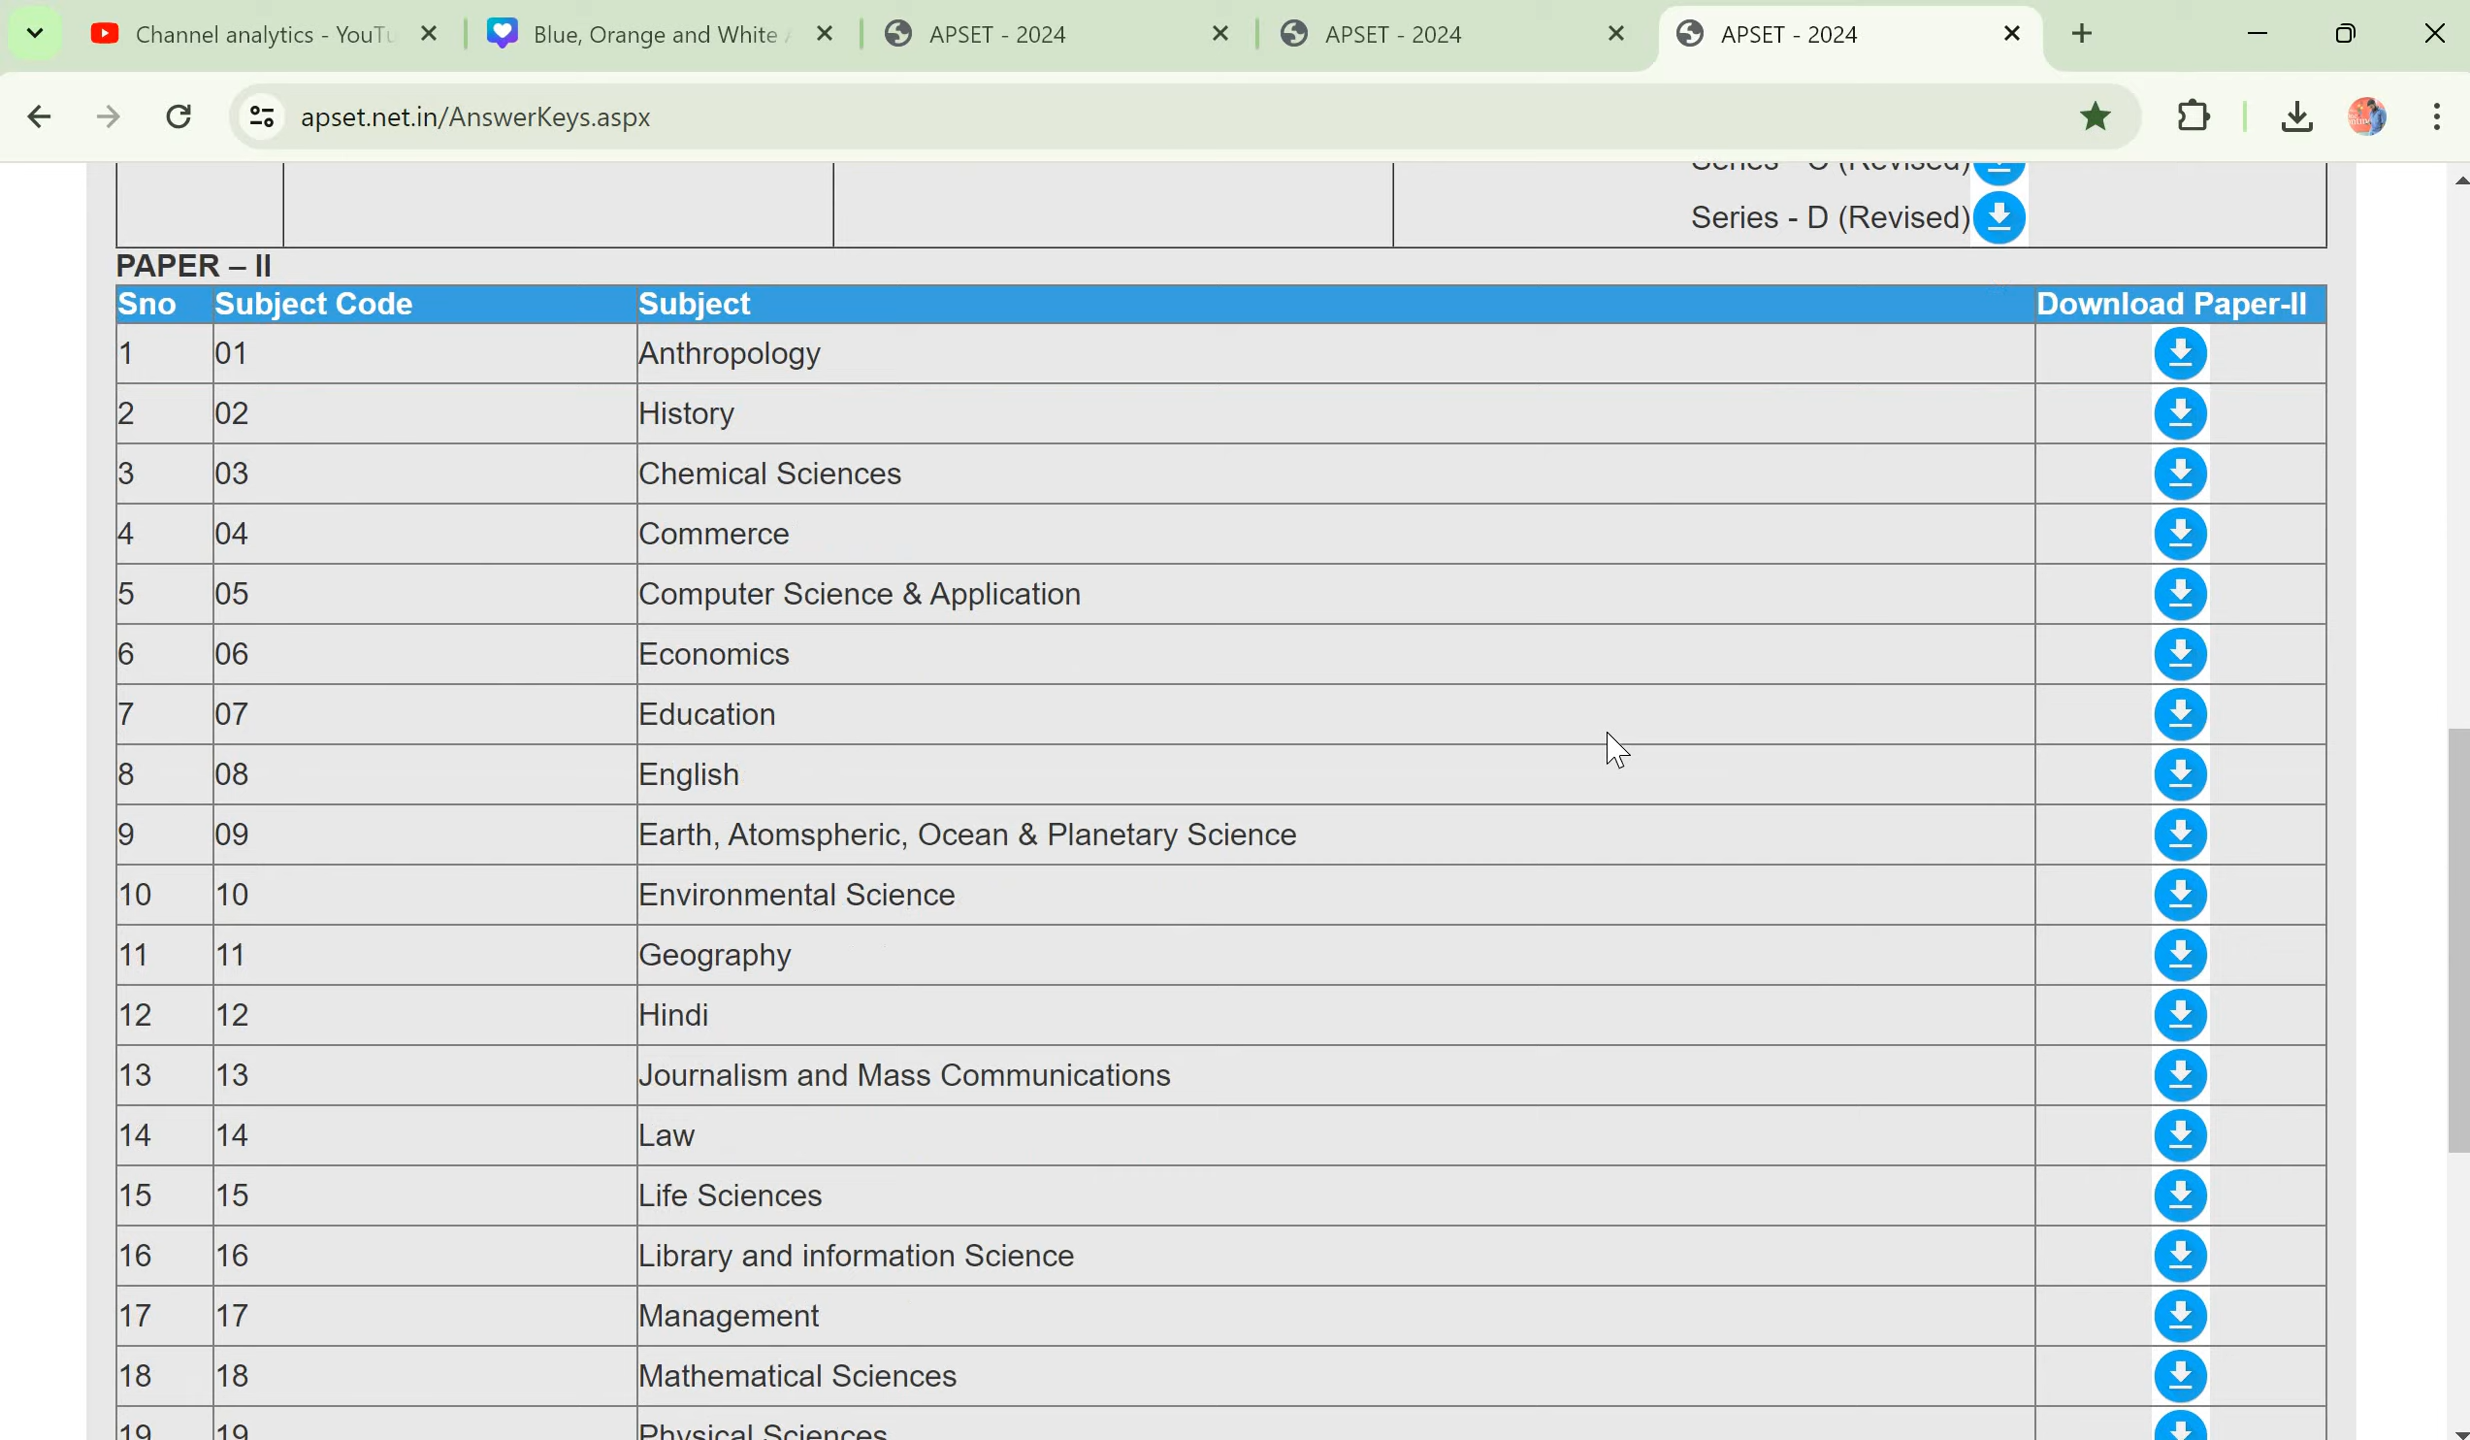 Channel analytics - YouTu
Blue, Orange and White
APSET - 2024
APSET - 2024
APSET - 2024
apset.net.in/AnswerKeys.aspx
Series - C (Revised)
Series - D (Revised)
PAPER – II
Sno Subject Code Subject Download Paper-II
1 01 Anthropology
2 02 History
3 03 Chemical Sciences
4 04 Commerce
5 05 Computer Science & Application
6 06 Economics
7 07 Education
8 08 English
9 09 Earth, Atomspheric, Ocean & Planetary Science
10 10 Environmental Science
11 11 Geography
12 12 Hindi
13 13 Journalism and Mass Communications
14 14 Law
15 15 Life Sciences
16 16 Library and information Science
17 17 Management
18 18 Mathematical Sciences
19 19 Physical Sciences